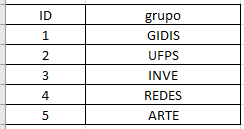 ID grupo
1 GIDIS
2 UFPS
3 INVE
4 REDES
5 ARTE